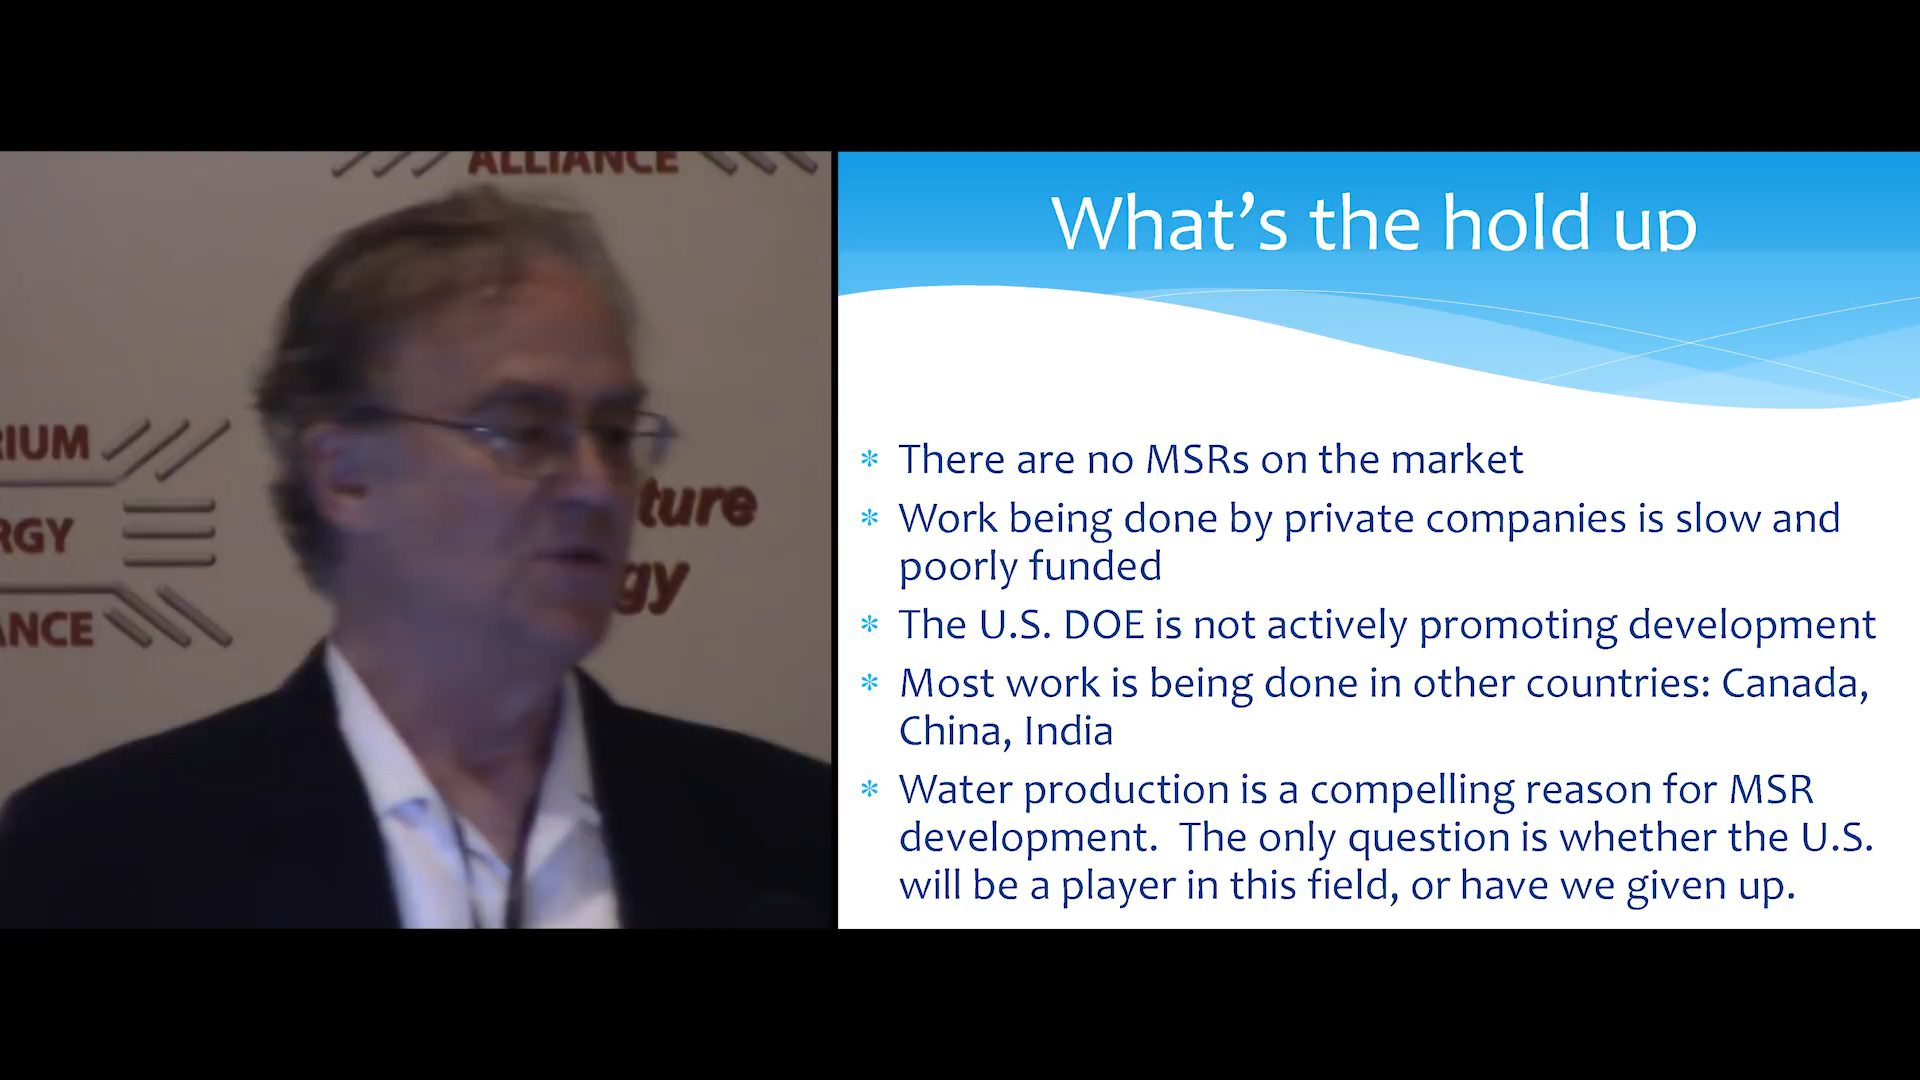 ALLIANCE
RIUM
RGY
ANCE
ture
gy
What's the hold up
* There are no MSRs on the market
* Work being done by private companies is slow and
poorly funded
* The U.S. DOE is not actively promoting development
* Most work is being done in other countries: Canada,
China, India
* Water production is a compelling reason for MSR
development.  The only question is whether the U.S.
will be a player in this field, or have we given up.